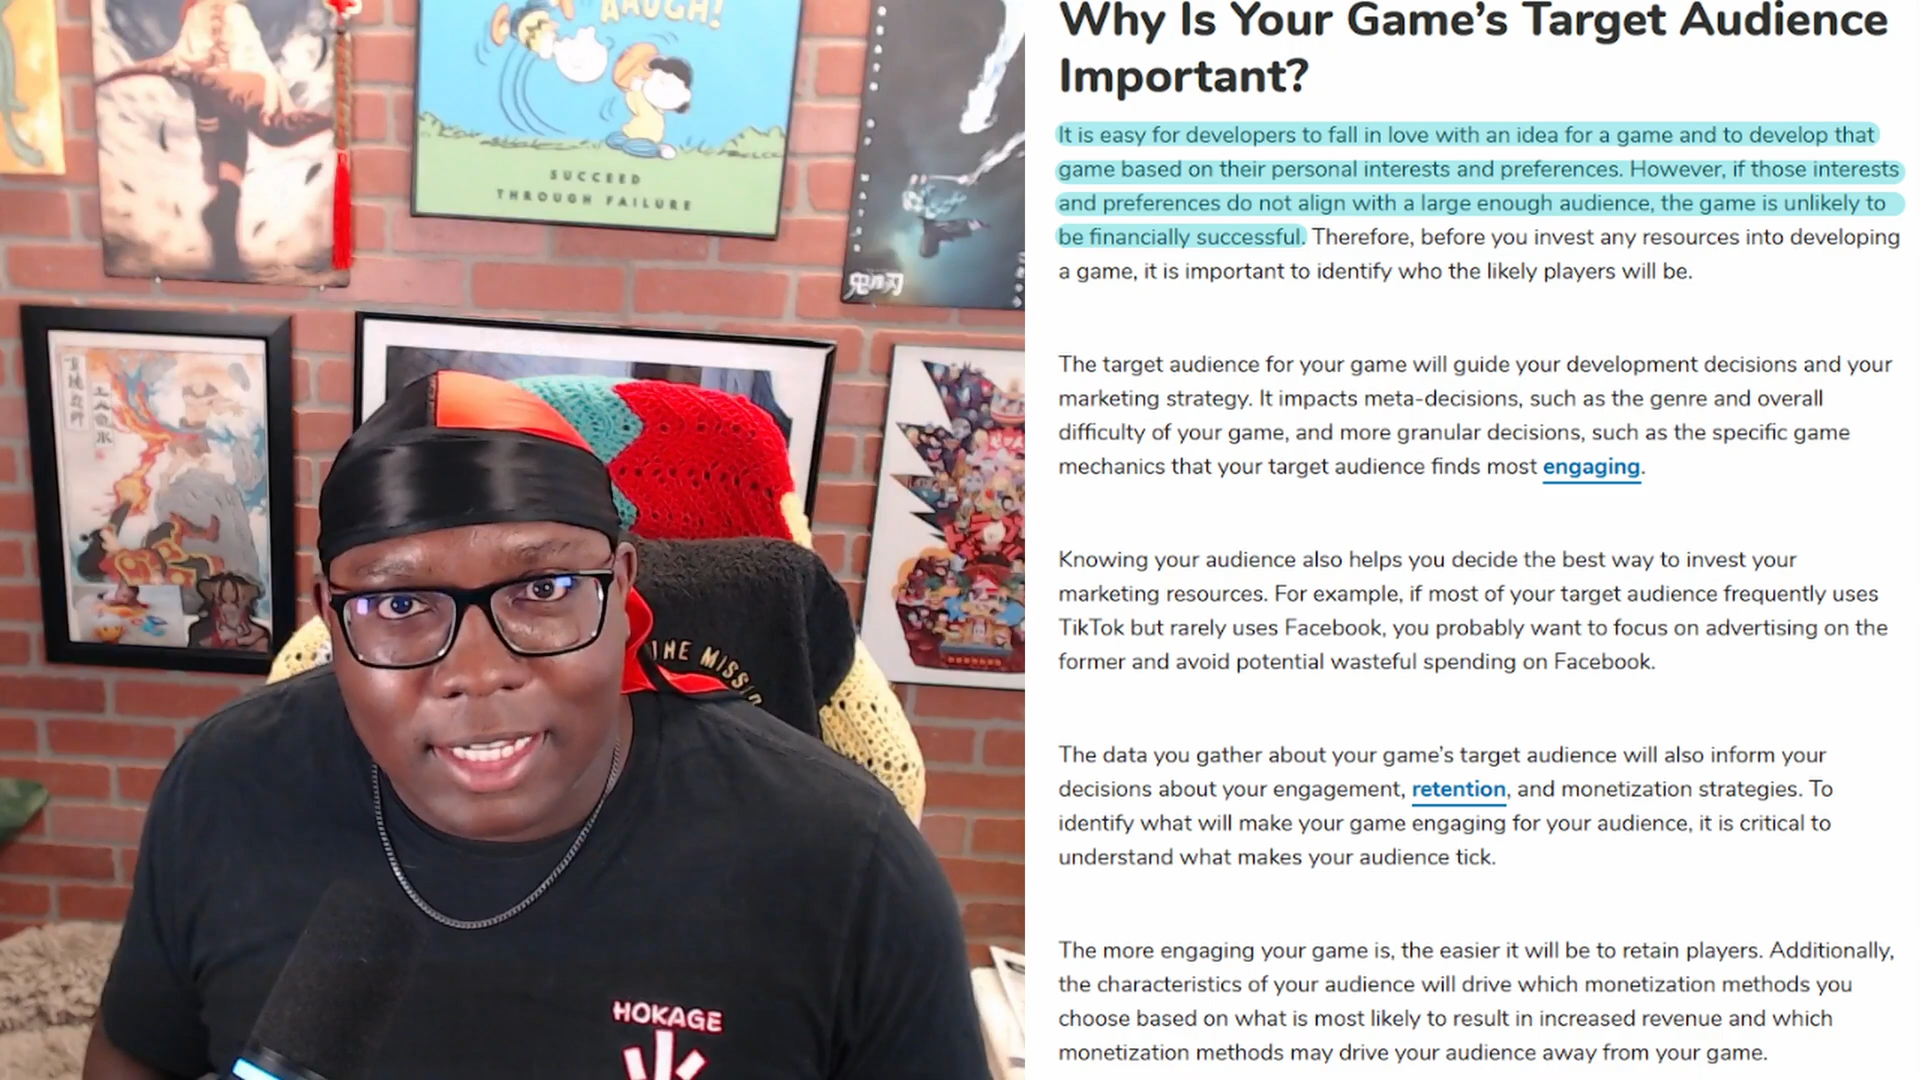 AAUGH!
SUCCEED
THROUGH FAILURE
鬼滅刃
THE MISSI
HOKAGE
Why Is Your Game’s Target Audience
Important?
It is easy for developers to fall in love with an idea for a game and to develop that
game based on their personal interests and preferences. However, if those interests
and preferences do not align with a large enough audience, the game is unlikely to
be financially successful. Therefore, before you invest any resources into developing
a game, it is important to identify who the likely players will be.
The target audience for your game will guide your development decisions and your
marketing strategy. It impacts meta-decisions, such as the genre and overall
difficulty of your game, and more granular decisions, such as the specific game
mechanics that your target audience finds most engaging.
Knowing your audience also helps you decide the best way to invest your
marketing resources. For example, if most of your target audience frequently uses
TikTok but rarely uses Facebook, you probably want to focus on advertising on the
former and avoid potential wasteful spending on Facebook.
The data you gather about your game’s target audience will also inform your
decisions about your engagement, retention, and monetization strategies. To
identify what will make your game engaging for your audience, it is critical to
understand what makes your audience tick.
The more engaging your game is, the easier it will be to retain players. Additionally,
the characteristics of your audience will drive which monetization methods you
choose based on what is most likely to result in increased revenue and which
monetization methods may drive your audience away from your game.